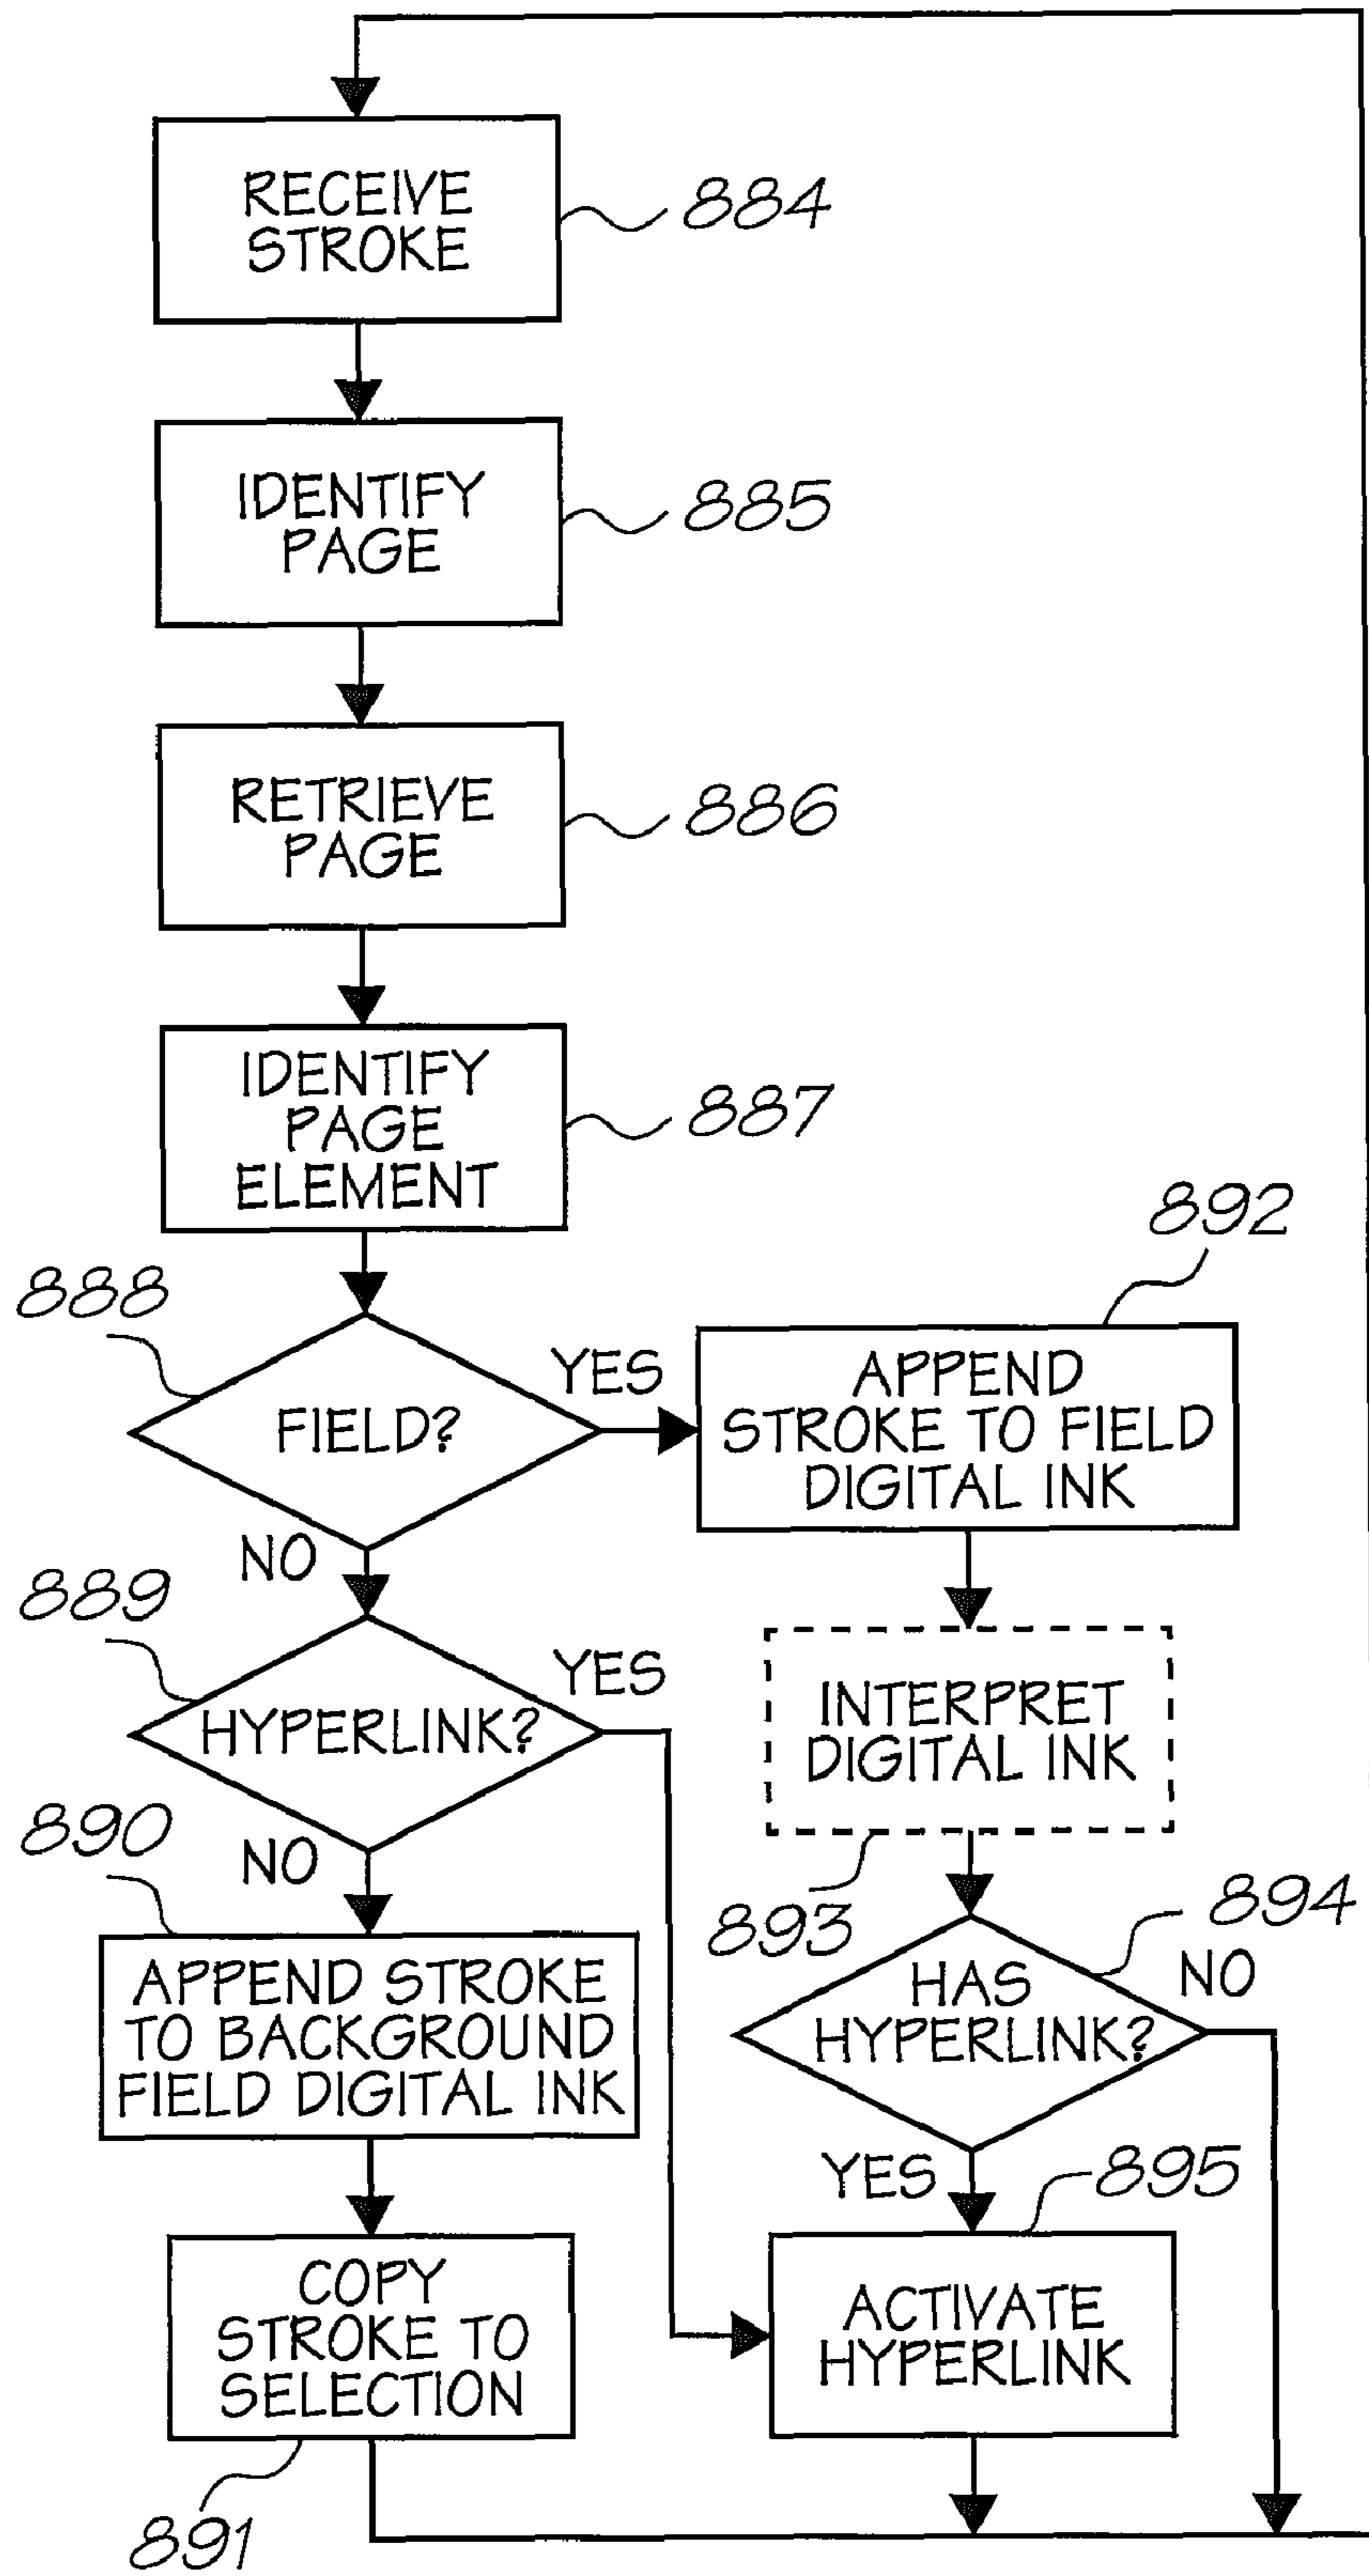 RECEIVE
STROKE
884
IDENTIFY
PAGE
885
RETRIEVE
PAGE
886
IDENTIFY
PAGE
ELEMENT
887
888
FIELD?
YES
NO
892
APPEND
STROKE TO FIELD
DIGITAL INK
889
HYPERLINK?
YES
NO
INTERPRET
DIGITAL INK
893
890
APPEND STROKE
TO BACKGROUND
FIELD DIGITAL INK
894
HAS
HYPERLINK?
NO
YES
895
COPY
STROKE TO
SELECTION
891
ACTIVATE
HYPERLINK